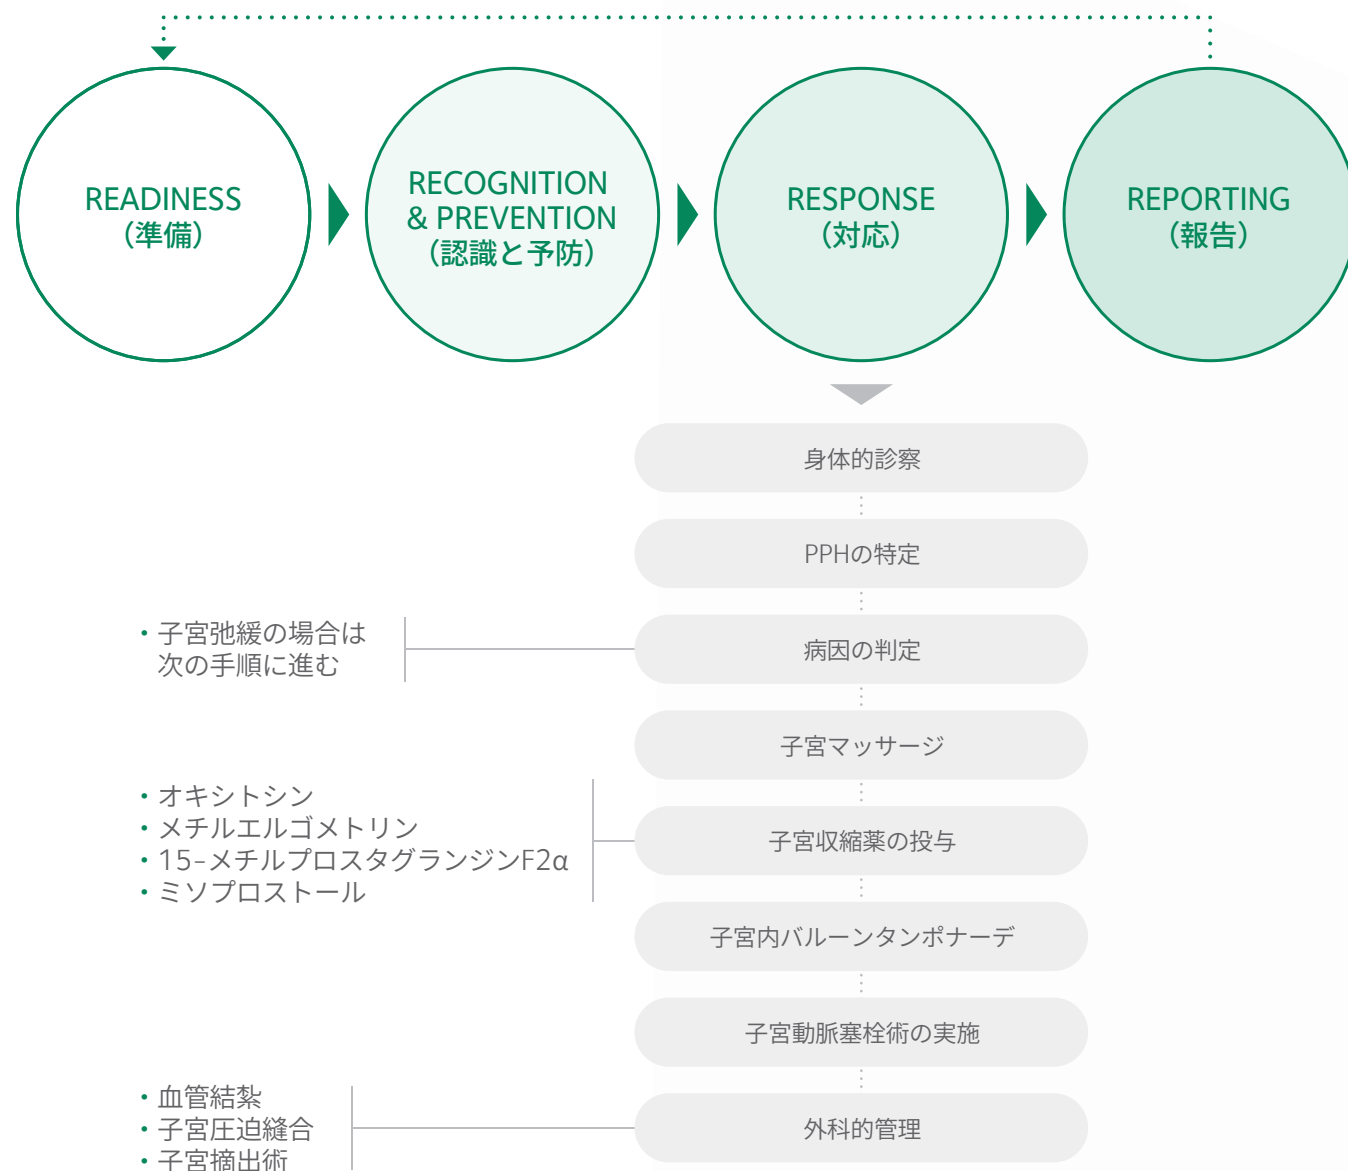 READINESS
（準備）
RECOGNITION
& PREVENTION
（認識と予防）
RESPONSE
（対応）
REPORTING
（報告）
身体的診察
PPHの特定
・子宮弛緩の場合は
次の手順に進む
病因の判定
子宮マッサージ
・オキシトシン
・メチルエルゴメトリン
・15-メチルプロスタグランジンF2α
・ミソプロストール
子宮収縮薬の投与
子宮内バルーンタンポナーデ
子宮動脈塞栓術の実施
・血管結紮
・子宮圧迫縫合
・子宮摘出術
外科的管理